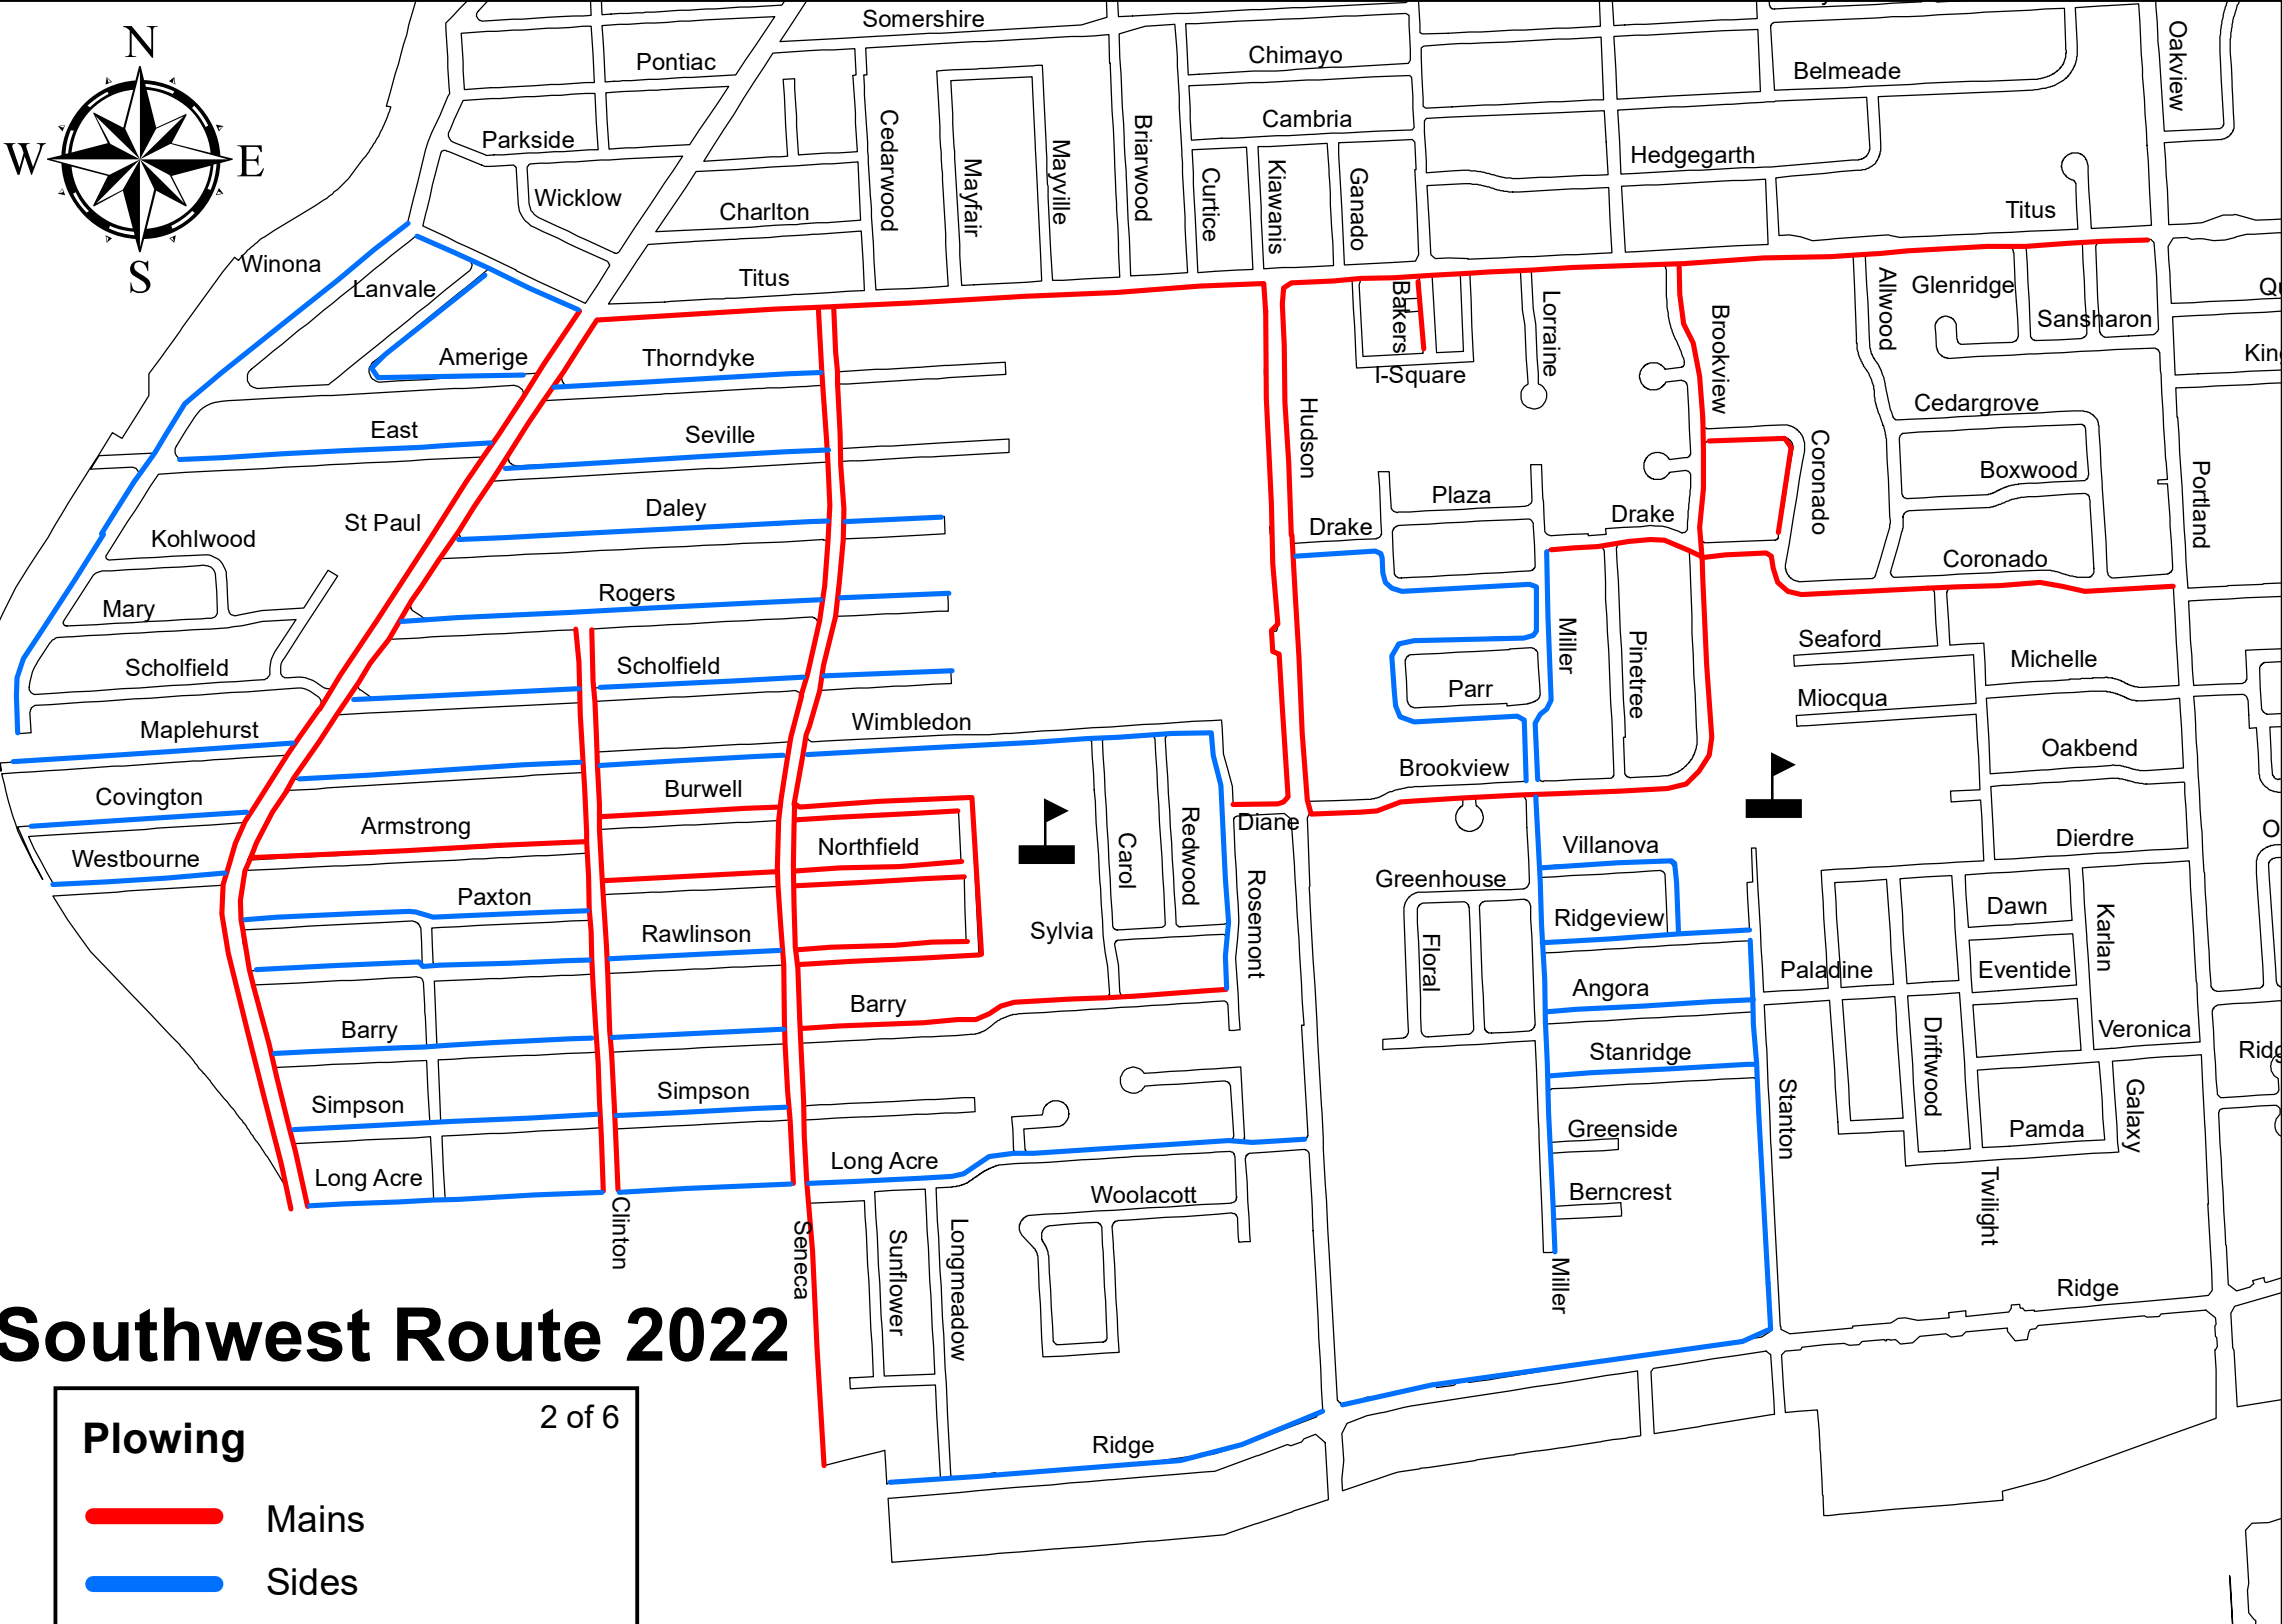 N
W
E
S
Somershire
Pontiac
Chimayo
Belmeade
Oakview
Parkside
Cedarwood
Mayfair
Mayville
Briarwood
Cambria
Curtice
Kiawanis
Ganado
Hedgegarth
Wicklow
Charlton
Titus
Winona
Lanvale
Titus
Bakers
Lorraine
Brookview
Allwood
Glenridge
Sansharon
Amerige
Thorndyke
I-Square
Hudson
Cedargrove
East
Seville
Coronado
Boxwood
Portland
St Paul
Daley
Plaza
Drake
Drake
Kohlwood
Coronado
Mary
Rogers
Miller
Pinetree
Seaford
Michelle
Scholfield
Scholfield
Parr
Miocqua
Maplehurst
Wimbledon
Oakbend
Brookview
Covington
Burwell
Diane
Armstrong
Northfield
Carol
Redwood
Villanova
Dierdre
Westbourne
Greenhouse
Rosemont
Paxton
Ridgeview
Dawn
Karlan
Rawlinson
Sylvia
Floral
Paladine
Eventide
Angora
Barry
Barry
Driftwood
Veronica
Stanridge
Simpson
Simpson
Stanton
Galaxy
Greenside
Pamda
Long Acre
Long Acre
Woolacott
Berncrest
Twilight
Clinton
Seneca
Sunflower
Longmeadow
Miller
Ridge
Ridge
Southwest Route 2022
2 of 6
Plowing
Mains
Sides